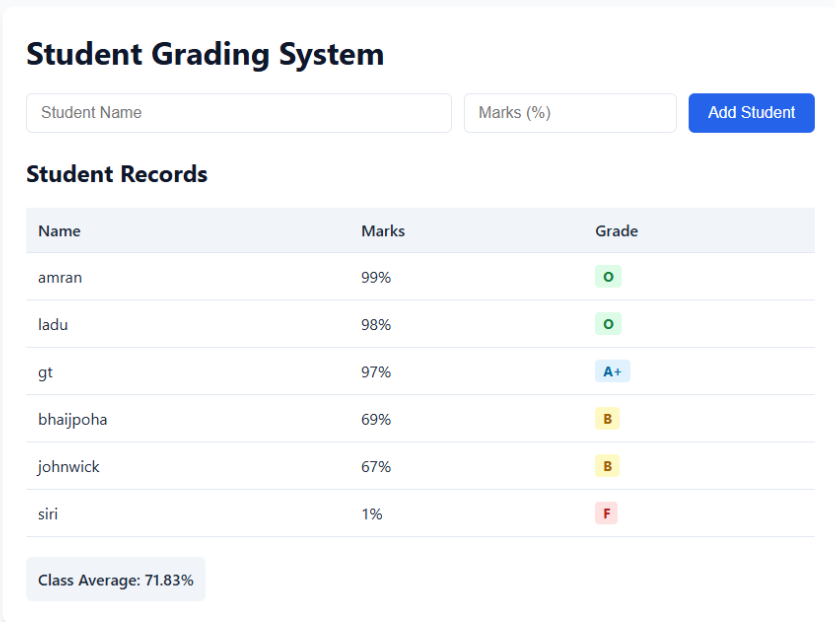 Student Grading System
Student Name Marks (%) Add Student
Student Records
Name Marks Grade
amran 99% O
ladu 98% O
gt 97% A+
bhaijpoha 69% B
johnwick 67% B
siri 1% F
Class Average: 71.83%